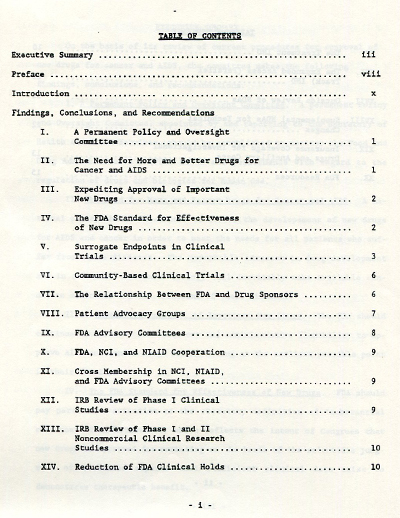 TABLE OF CONTENTS
Executive Summary ........................................ iii
Preface .................................................. viii
Introduction ............................................. x
Findings, Conclusions, and Recommendations
I. A Permanent Policy and Oversight
Committee ........................................ 1
II. The Need for More and Better Drugs for
Cancer and AIDS .................................. 1
III. Expediting Approval of Important
New Drugs ........................................ 2
IV. The FDA Standard for Effectiveness
of New Drugs ..................................... 2
V. Surrogate Endpoints in Clinical
Trials ........................................... 3
VI. Community-Based Clinical Trials .................. 6
VII. The Relationship Between FDA and Drug Sponsors .......... 6
VIII. Patient Advocacy Groups .......................... 7
IX. FDA Advisory Committees .......................... 8
X. FDA, NCI, and NIAID Cooperation .................. 9
XI. Cross Membership in NCI, NIAID,
and FDA Advisory Committees ...................... 9
XII. IRB Review of Phase I Clinical
Studies .......................................... 9
XIII. IRB Review of Phase I and II
Noncommercial Clinical Research
Studies .......................................... 10
XIV. Reduction of FDA Clinical Holds .................. 10
- i -